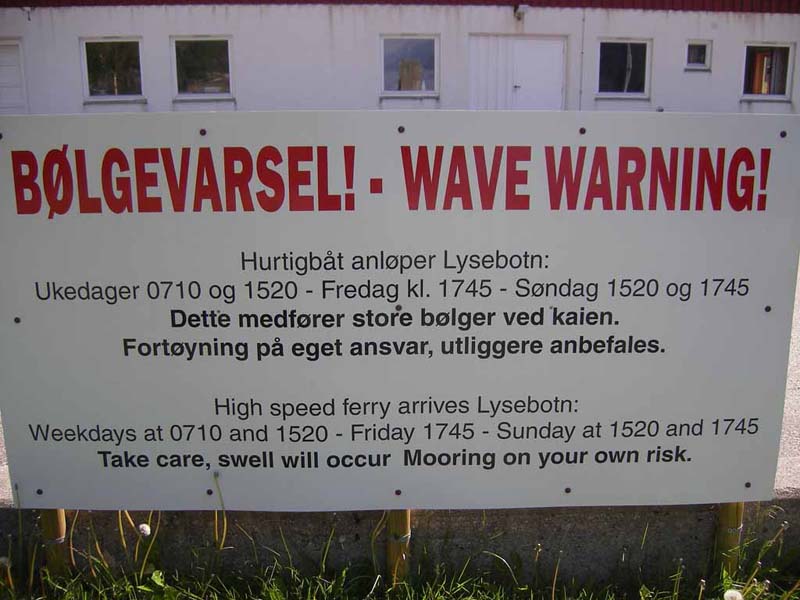 BØLGEVARSEL! - WAVE WARNING!
Hurtigbåt anløper Lysebotn:
Ukedager 0710 og 1520 - Fredag kl. 1745 - Søndag 1520 og 1745
Dette medfører store bølger ved kaien.
Fortøyning på eget ansvar, utliggere anbefales.
High speed ferry arrives Lysebotn:
Weekdays at 0710 and 1520 - Friday 1745 - Sunday at 1520 and 1745
Take care, swell will occur Mooring on your own risk.